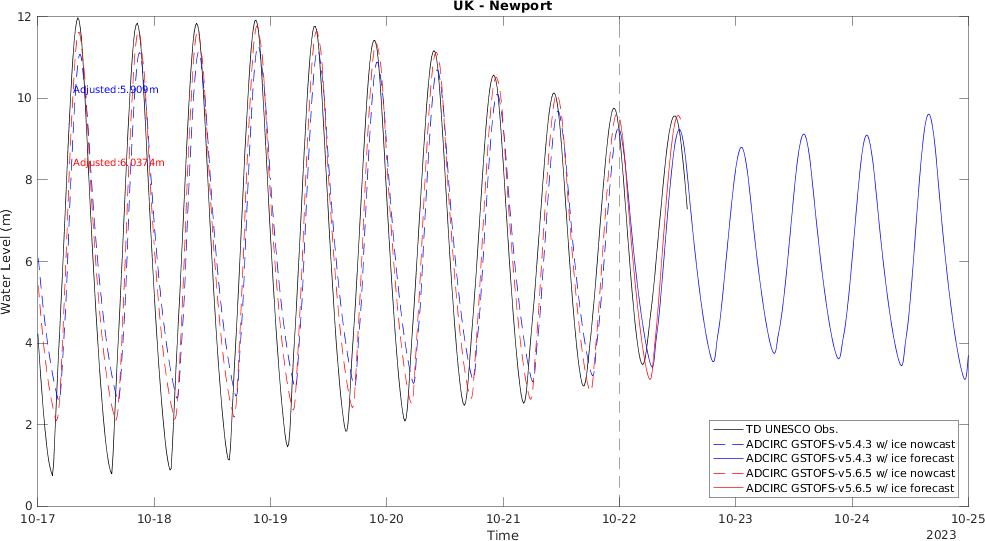 UK - Newport
12
10
8
6
4
2
0
Water Level (m)
Adjusted:5.909m
Adjusted:6.0374m
TD UNESCO Obs.
ADCIRC GSTOFS-v5.4.3 w/ ice nowcast
ADCIRC GSTOFS-v5.4.3 w/ ice forecast
ADCIRC GSTOFS-v5.6.5 w/ ice nowcast
ADCIRC GSTOFS-v5.6.5 w/ ice forecast
10-17 10-18 10-19 10-20 10-21 10-22 10-23 10-24 10-25
Time
2023